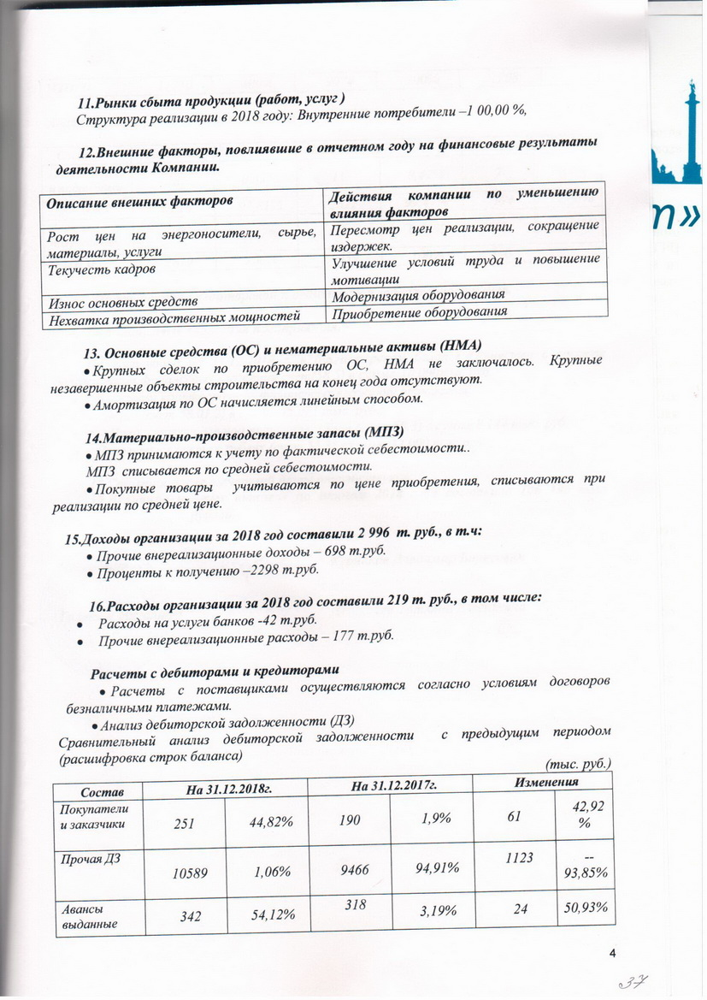 11.Рынки сбыта продукции (работ, услуг )
Структура реализации в 2018 году: Внутренние потребители –1 00,00 %,
12.Внешние факторы, повлиявшие в отчетном году на финансовые результаты
деятельности Компании.
Описание внешних факторов
Действия компании по уменьшению
влияния факторов
Рост цен на энергоносители, сырье,
материалы, услуги
Пересмотр цен реализации, сокращение
издержек.
Текучесть кадров
Улучшение условий труда и повышение
мотивации
Износ основных средств
Модернизация оборудования
Нехватка производственных мощностей
Приобретение оборудования
13. Основные средства (ОС) и нематериальные активы (НМА)
•Крупных сделок по приобретению ОС, НМА не заключалось. Крупные
незавершенные объекты строительства на конец года отсутствуют.
•Амортизация по ОС начисляется линейным способом.
14.Материально-производственные запасы (МПЗ)
•МПЗ принимаются к учету по фактической себестоимости..
МПЗ списывается по средней себестоимости.
•Покупные товары учитываются по цене приобретения, списываются при
реализации по средней цене.
15.Доходы организации за 2018 год составили 2 996 т. руб., в т.ч:
• Прочие внереализационные доходы – 698 т.руб.
• Проценты к получению –2298 т.руб.
16.Расходы организации за 2018 год составили 219 т. руб., в том числе:
• Расходы на услуги банков -42 т.руб.
• Прочие внереализационные расходы – 177 т.руб.
Расчеты с дебиторами и кредиторами
• Расчеты с поставщиками осуществляются согласно условиям договоров
безналичными платежами.
•Анализ дебиторской задолженности (ДЗ)
Сравнительный анализ дебиторской задолженности с предыдущим периодом
(расшифровка строк баланса)
(тыс. руб.)
Состав На 31.12.2018г. На 31.12.2017г. Изменения
Покупатели
и заказчики
251 44,82% 190 1,9% 61 42,92
%
Прочая ДЗ
10589 1,06% 9466 94,91% 1123 --
93,85%
Авансы
выданные
342 54,12% 318 3,19% 24 50,93%
4
37
т»